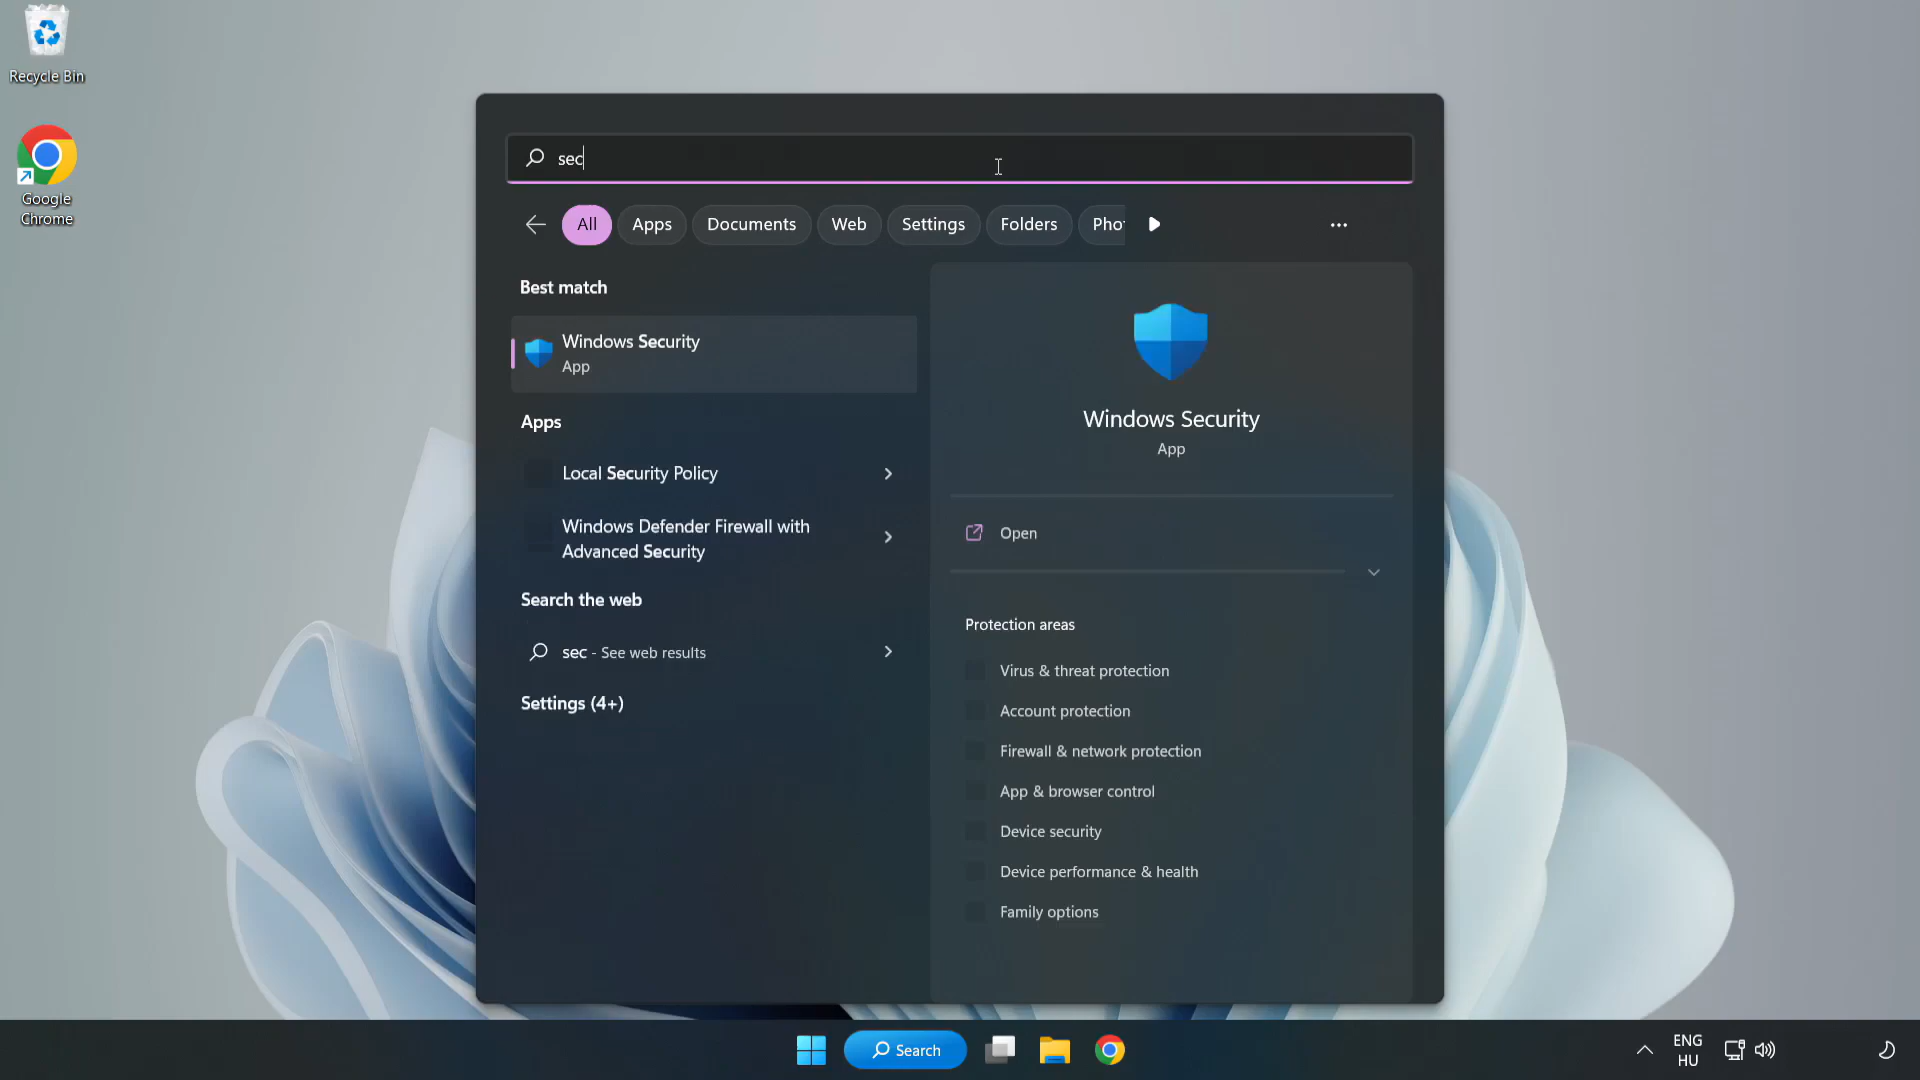 Recycle Bin
Google
Chrome
sec
All
Apps
Documents
Web
Settings
Folders
Best match
Windows Security
App
Apps
Local Security Policy
Windows Defender Firewall with
Advanced Security
Search the web
sec - See web results
Settings (4+)
Windows Security
App
Open
Protection areas
Virus & threat protection
Account protection
Firewall & network protection
App & browser control
Device security
Device performance & health
Family options
Search
ENG
HU